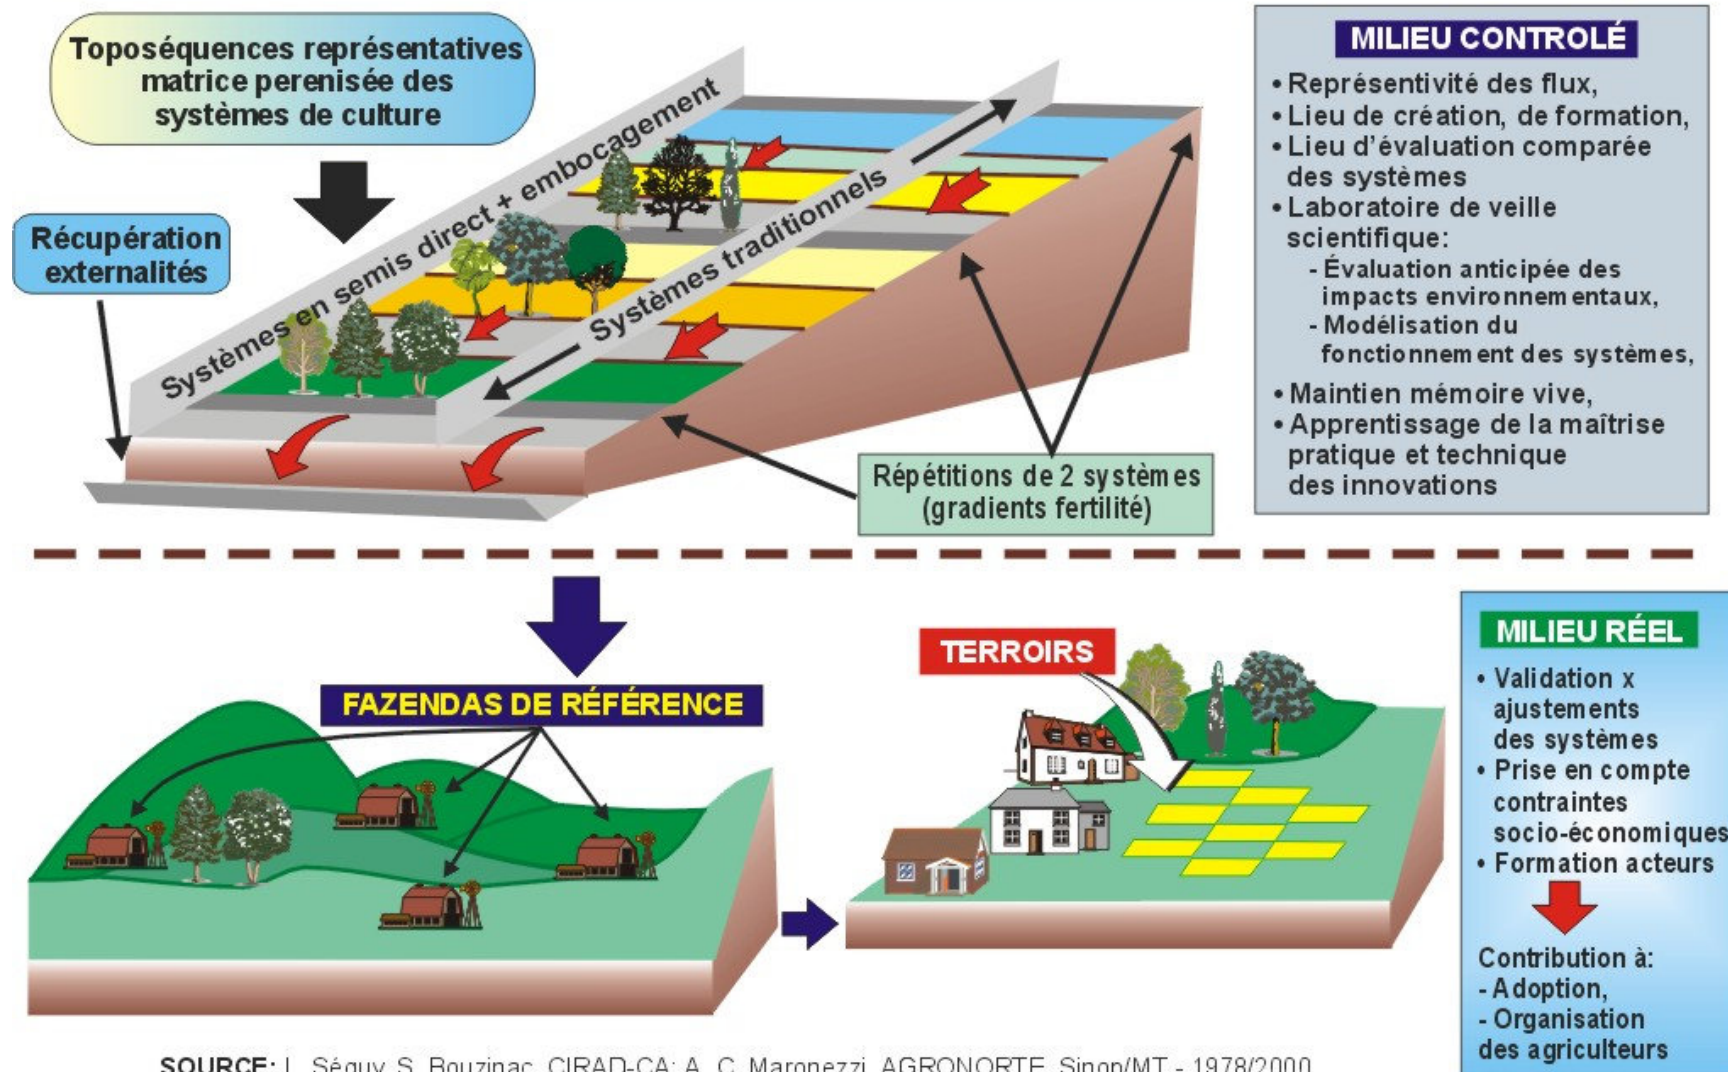 Toposéquences représentatives
matrice perenisée des
systèmes de culture
Récupération
externalités
Systèmes en semis direct + embocagement
Systèmes traditionnels
Répétitions de 2 systèmes
(gradients fertilité)
MILIEU CONTROLÉ
• Représentivité des flux,
• Lieu de création, de formation,
• Lieu d'évaluation comparée
des systèmes
• Laboratoire de veille
scientifique:
- Évaluation anticipée des
impacts environnementaux,
- Modélisation du
fonctionnement des systèmes,
• Maintien mémoire vive,
• Apprentissage de la maîtrise
pratique et technique
des innovations
FAZENDAS DE RÉFÉRENCE
TERROIRS
MILIEU RÉEL
• Validation x
ajustements
des systèmes
• Prise en compte
contraintes
socio-économiques
• Formation acteurs
Contribution à:
- Adoption,
- Organisation
des agriculteurs
SOURCE: L. Séguy, S. Bouzinac, CIRAD-CA; A. C. Maronezzi, AGRONORTE, Sinop/MT - 1978/2000